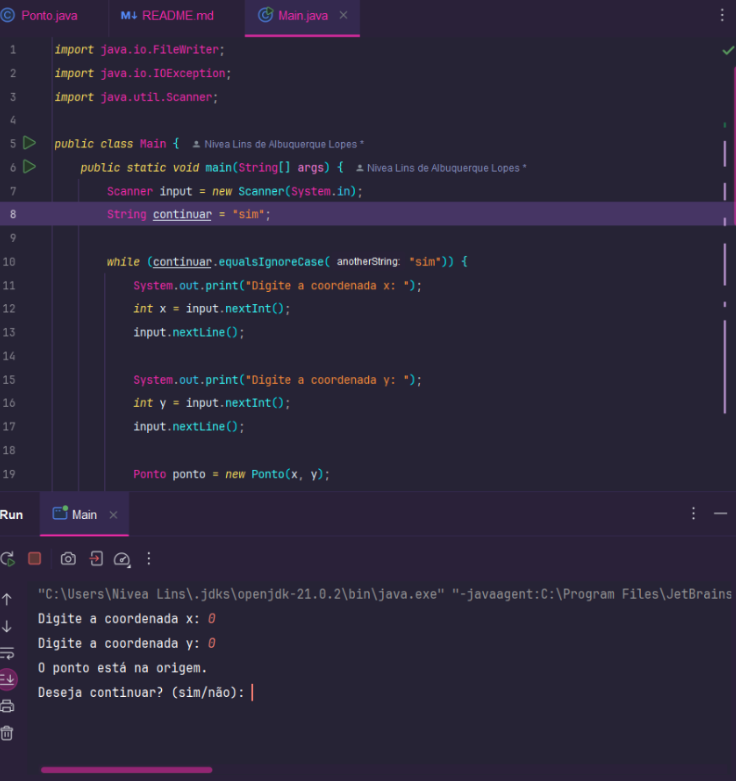 Ponto.java M↓ README.md Main.java ×
1 import java.io.FileWriter;
2 import java.io.IOException;
3 import java.util.Scanner;
4
5 public class Main { Nivea Lins de Albuquerque Lopes *
6 public static void main(String[] args) { Nivea Lins de Albuquerque Lopes *
7 Scanner input = new Scanner(System.in);
8 String continuar = "sim";
9
10 while (continuar.equalsIgnoreCase( anotherString: "sim")) {
11 System.out.print("Digite a coordenada x: ");
12 int x = input.nextInt();
13 input.nextLine();
14
15 System.out.print("Digite a coordenada y: ");
16 int y = input.nextInt();
17 input.nextLine();
18
19 Ponto ponto = new Ponto(x, y);
Run Main ×
"C:\Users\Nivea Lins\.jdks\openjdk-21.0.2\bin\java.exe" "-javaagent:C:\Program Files\JetBrains
Digite a coordenada x: 0
Digite a coordenada y: 0
O ponto está na origem.
Deseja continuar? (sim/não):